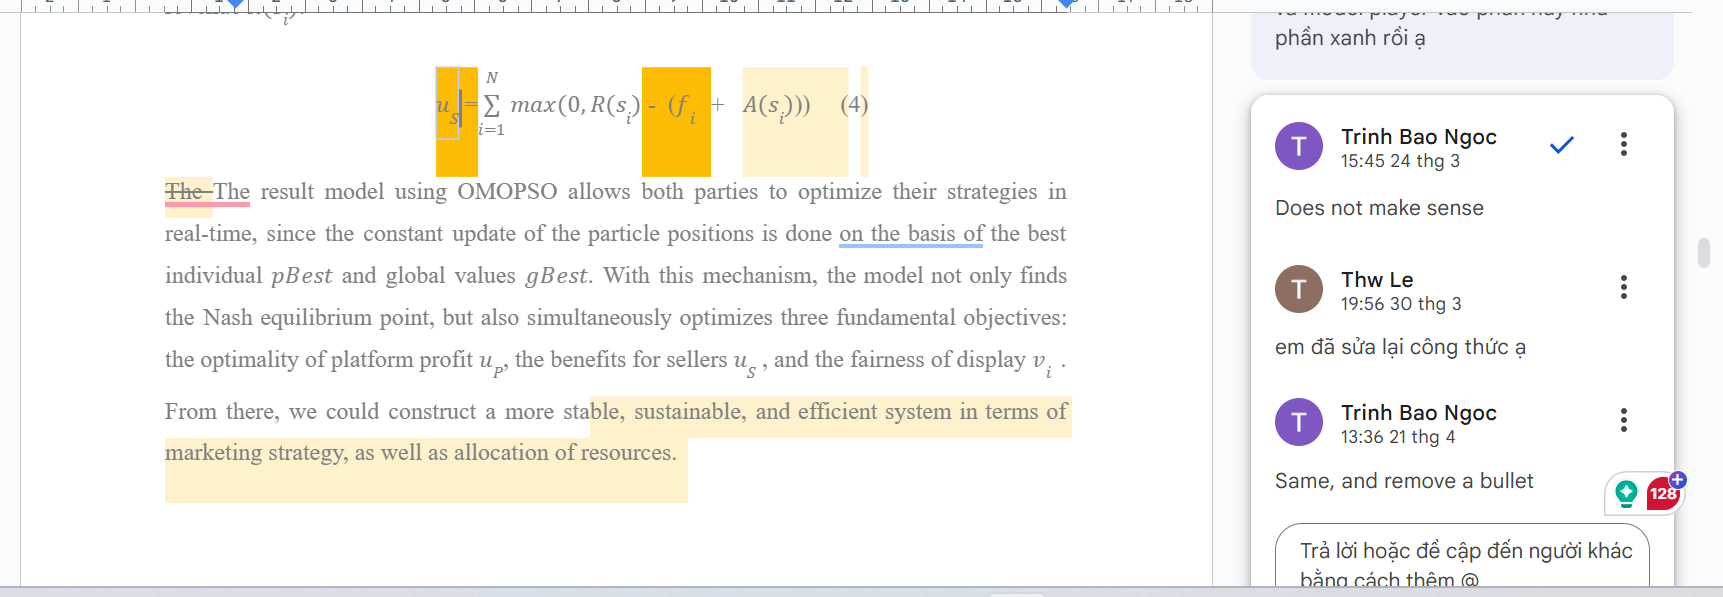 N
u_S = ∑ max(0, R(s_i) - (f_i + A(s_i))) (4)
i=1
The The result model using OMOPSO allows both parties to optimize their strategies in
real-time, since the constant update of the particle positions is done on the basis of the best
individual pBest and global values gBest. With this mechanism, the model not only finds
the Nash equilibrium point, but also simultaneously optimizes three fundamental objectives:
the optimality of platform profit u_P, the benefits for sellers u_S , and the fairness of display v_i .
From there, we could construct a more stable, sustainable, and efficient system in terms of
marketing strategy, as well as allocation of resources.
phần xanh rồi ạ
T
Trinh Bao Ngoc
15:45 24 thg 3
Does not make sense
T
Thw Le
19:56 30 thg 3
em đã sửa lại công thức ạ
T
Trinh Bao Ngoc
13:36 21 thg 4
Same, and remove a bullet
128
Trả lời hoặc đề cập đến người khác
bằng cách thêm @